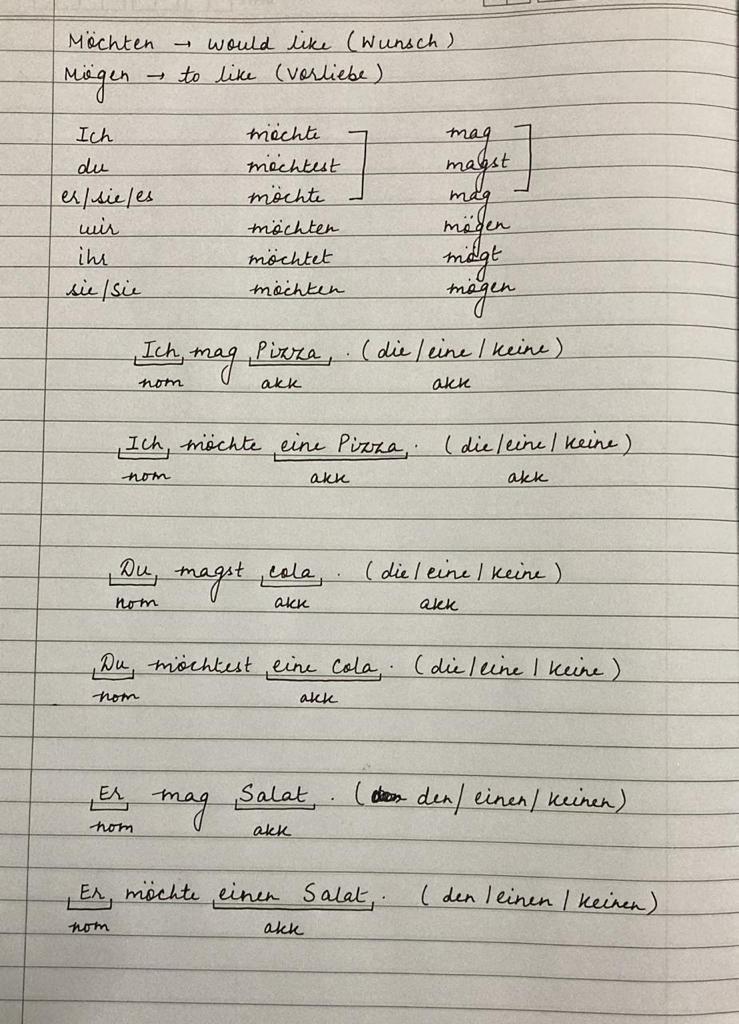 Möchten → would like (Wunsch)
Mögen → to like (Vorliebe)
Ich möchte mag
du möchtest magst
er/sie/es möchte mag
wir möchten mögen
ihr möchtet mögt
sie/Sie möchten mögen
Ich mag Pizza. (die/eine/keine)
nom akk akk
Ich möchte eine Pizza. (die/eine/keine)
nom akk akk
Du magst cola. (die/eine/keine)
nom akk akk
Du möchtest eine Cola. (die/eine/keine)
nom akk
Er mag Salat. (den/einen/keinen)
nom akk
Er möchte einen Salat. (den/einen/keinen)
nom akk